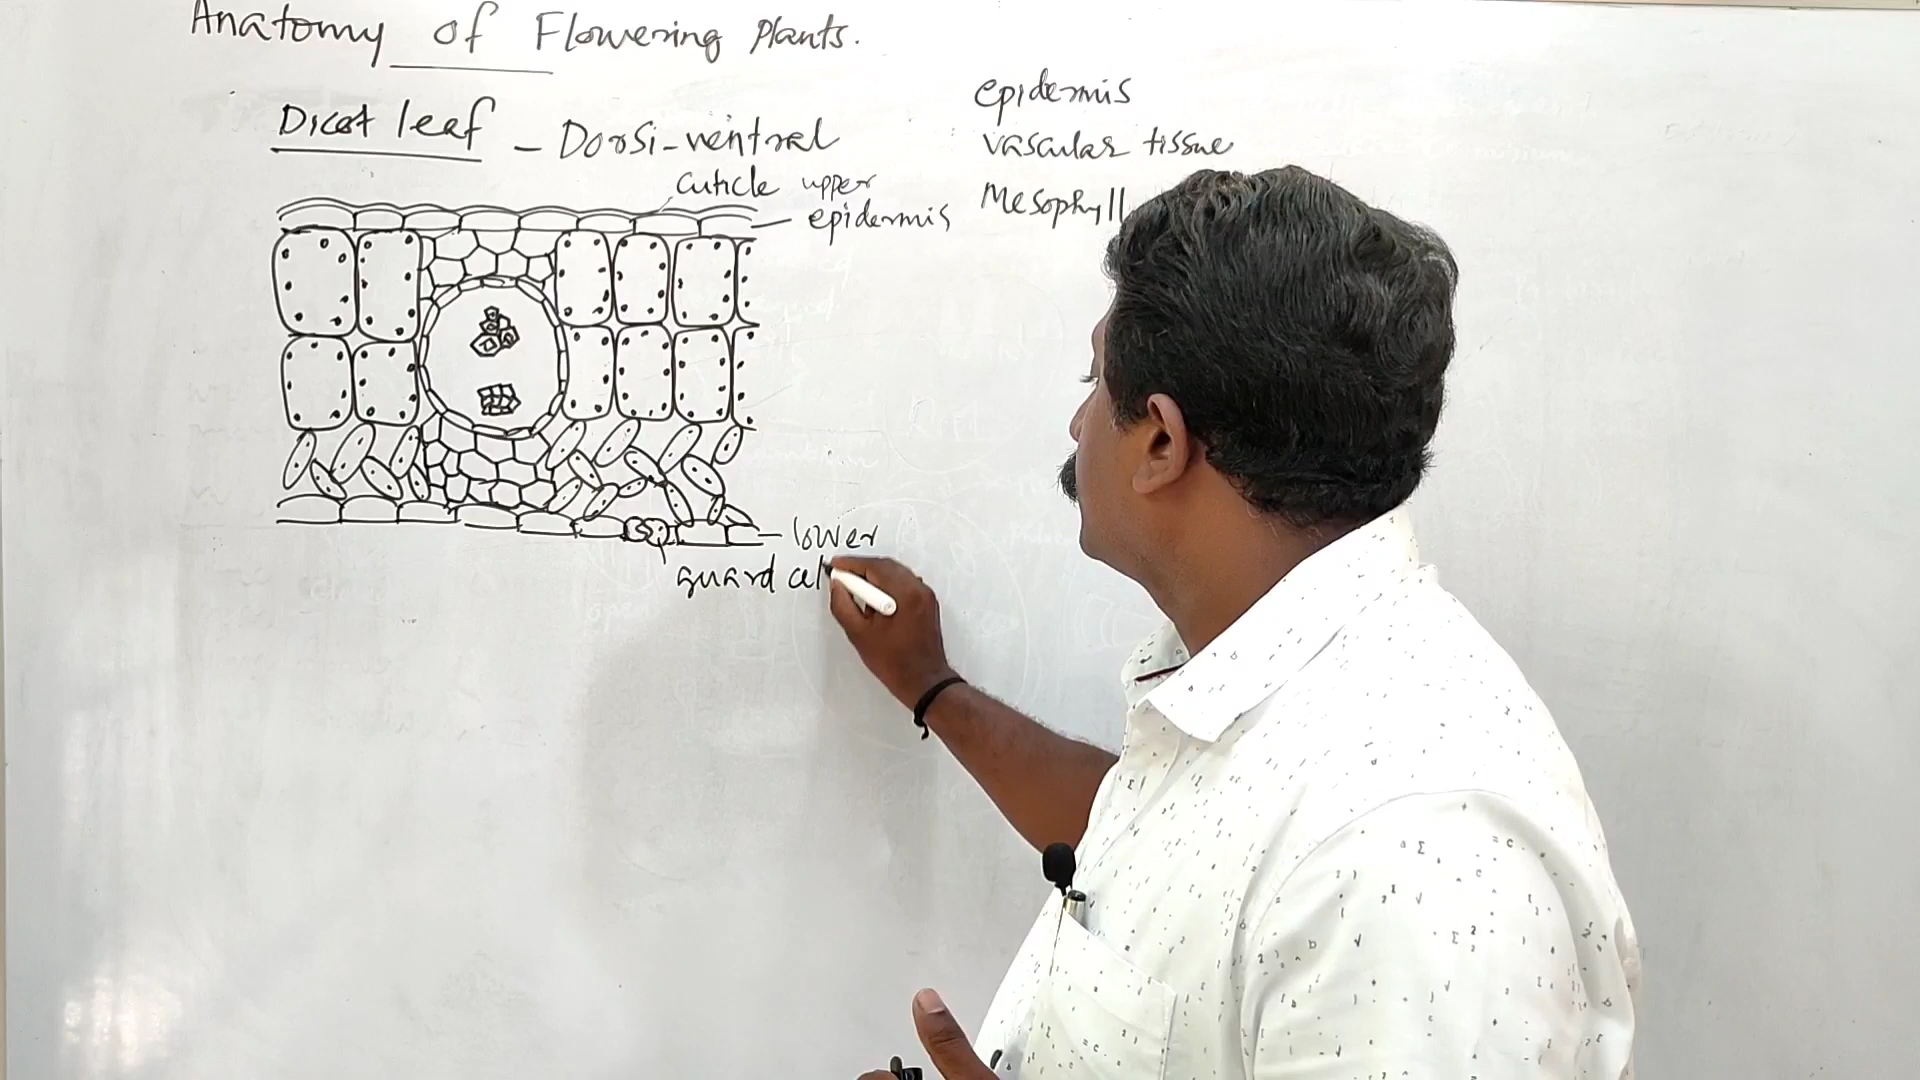 Anatomy of Flowering Plants.
Dicot leaf - Dorsi-ventral
epidermis
vascular tissue
Mesophyll
cuticle upper
epidermis
lower
guard cel